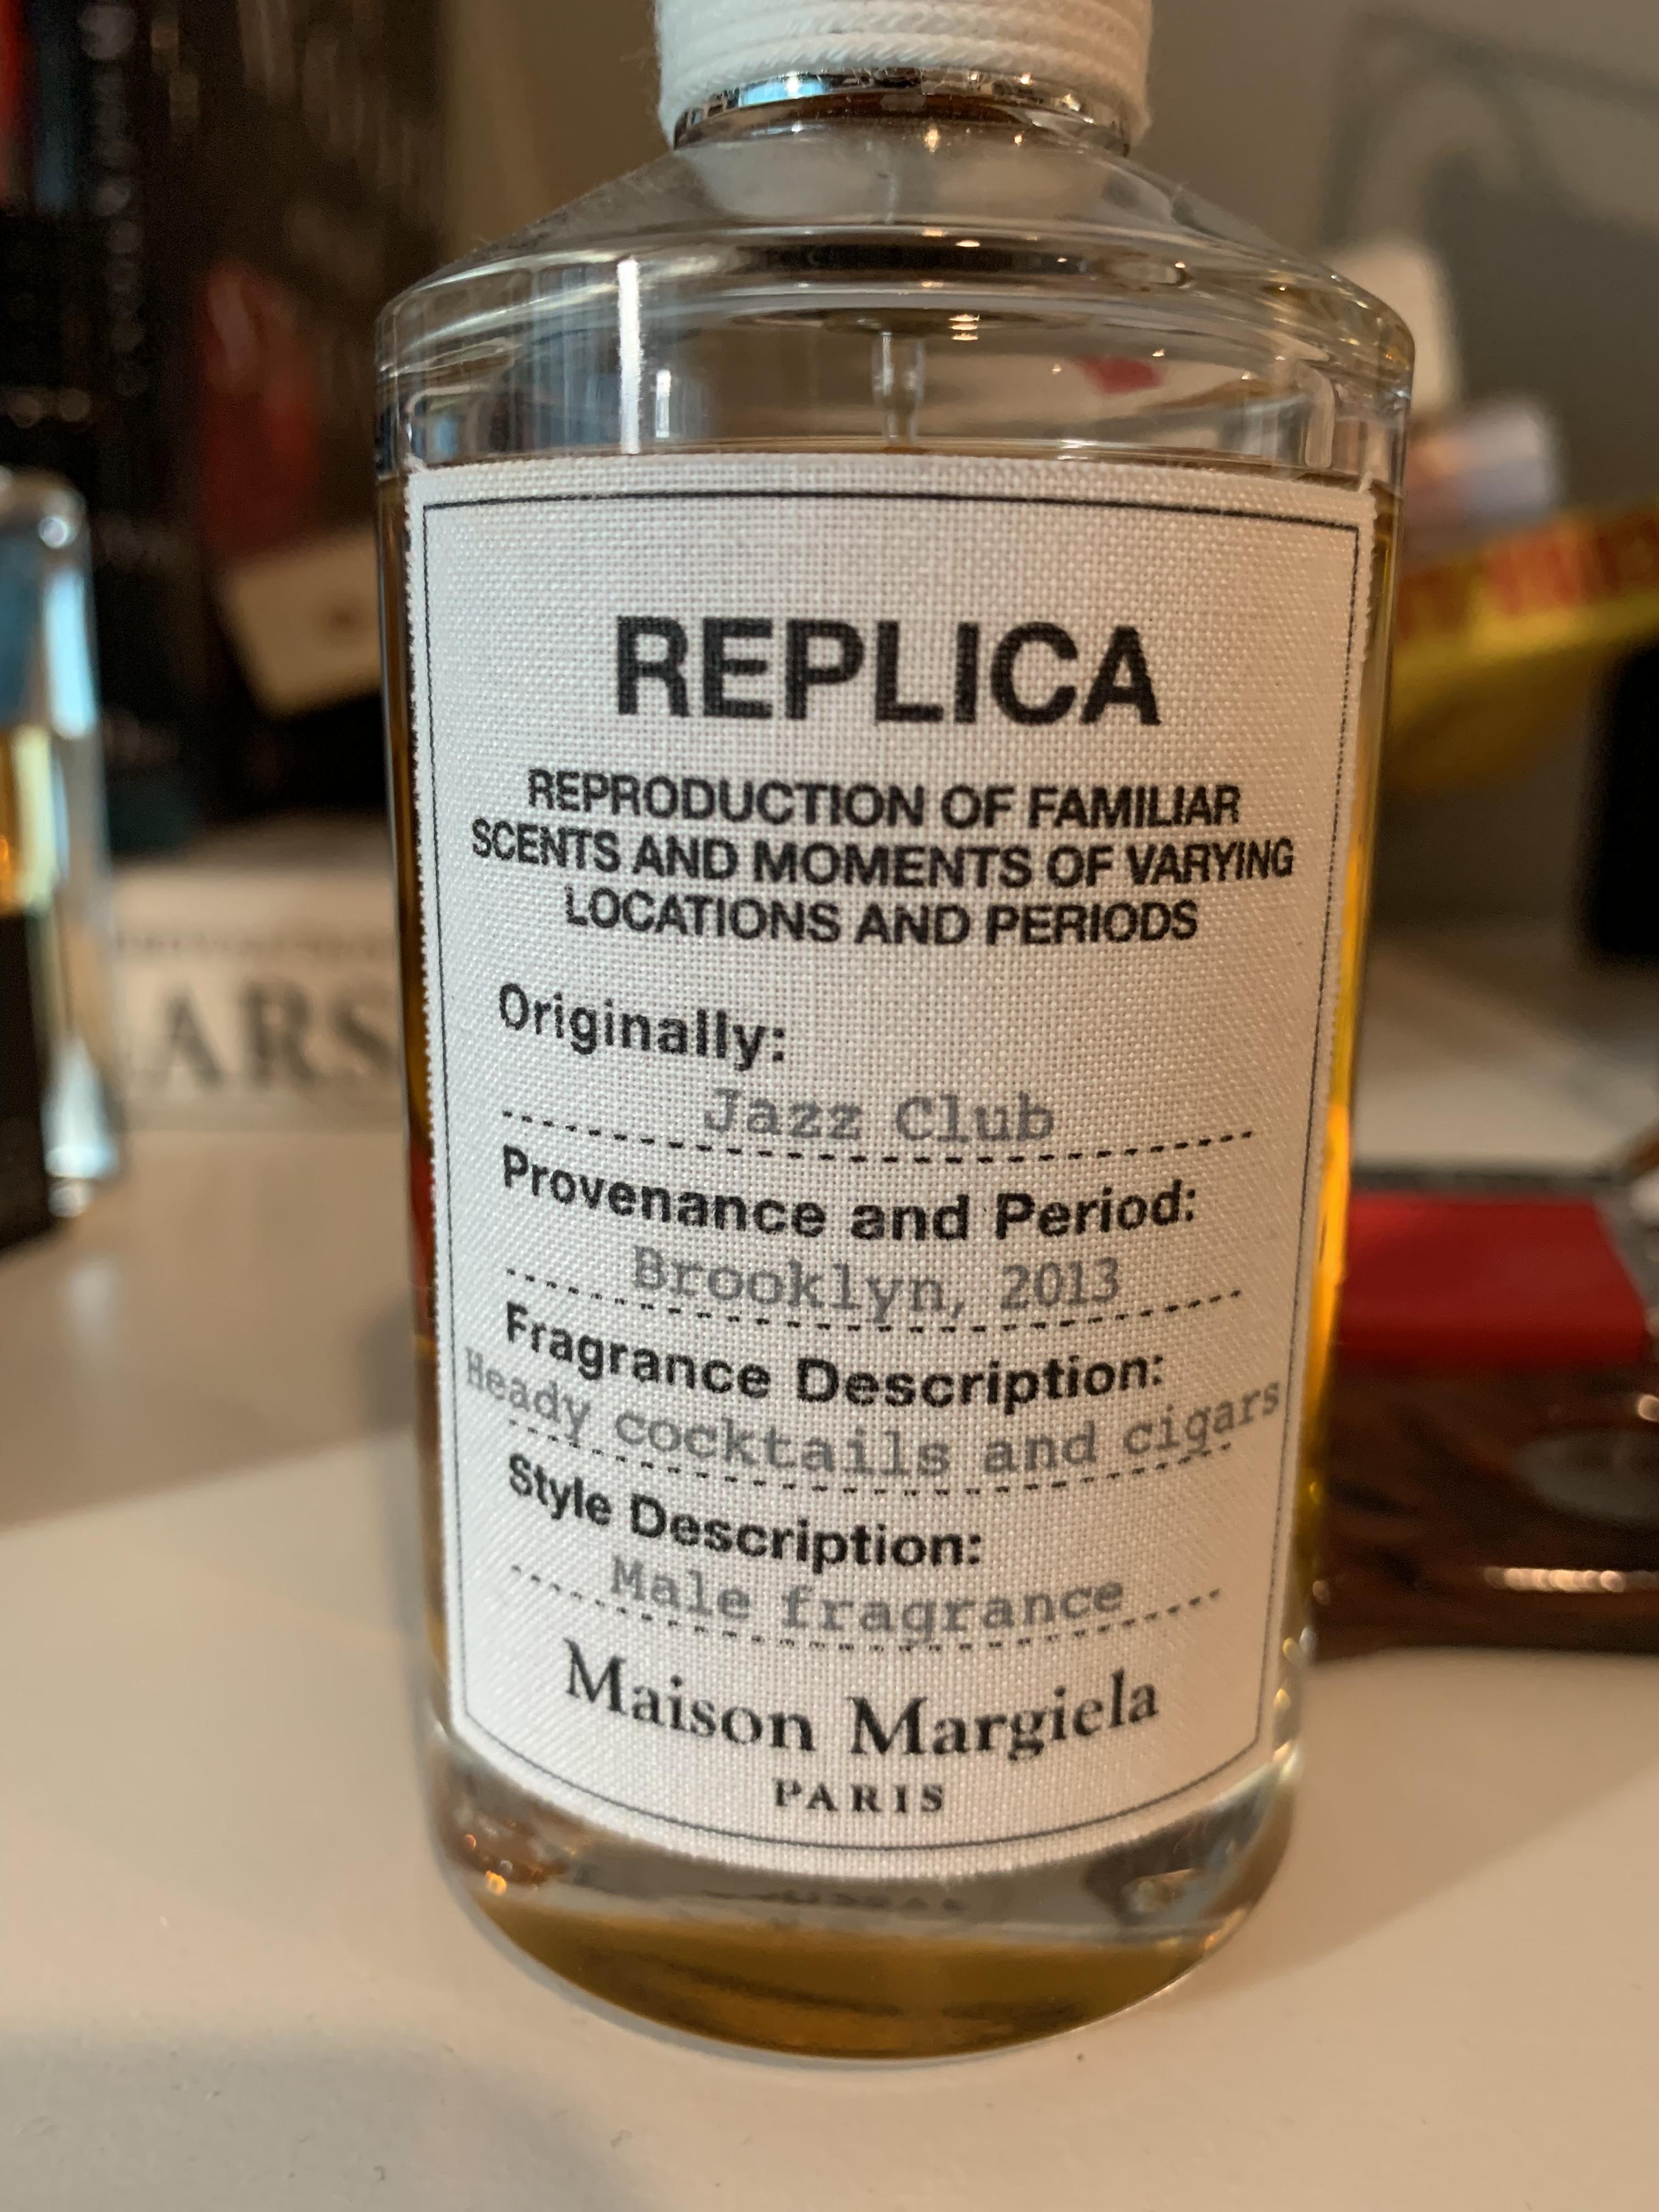 REPLICA
REPRODUCTION OF FAMILIAR
SCENTS AND MOMENTS OF VARYING
LOCATIONS AND PERIODS
Originally:
Jazz Club
Provenance and Period:
Brooklyn, 2013
Fragrance Description:
Heady cocktails and cigars
Style Description:
Male fragrance
Maison Margiela
PARIS
ARS